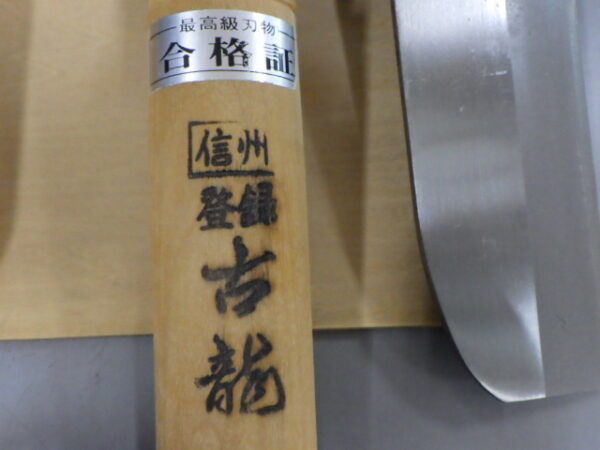 最高級刃物
合格証
信州
登録
古龍